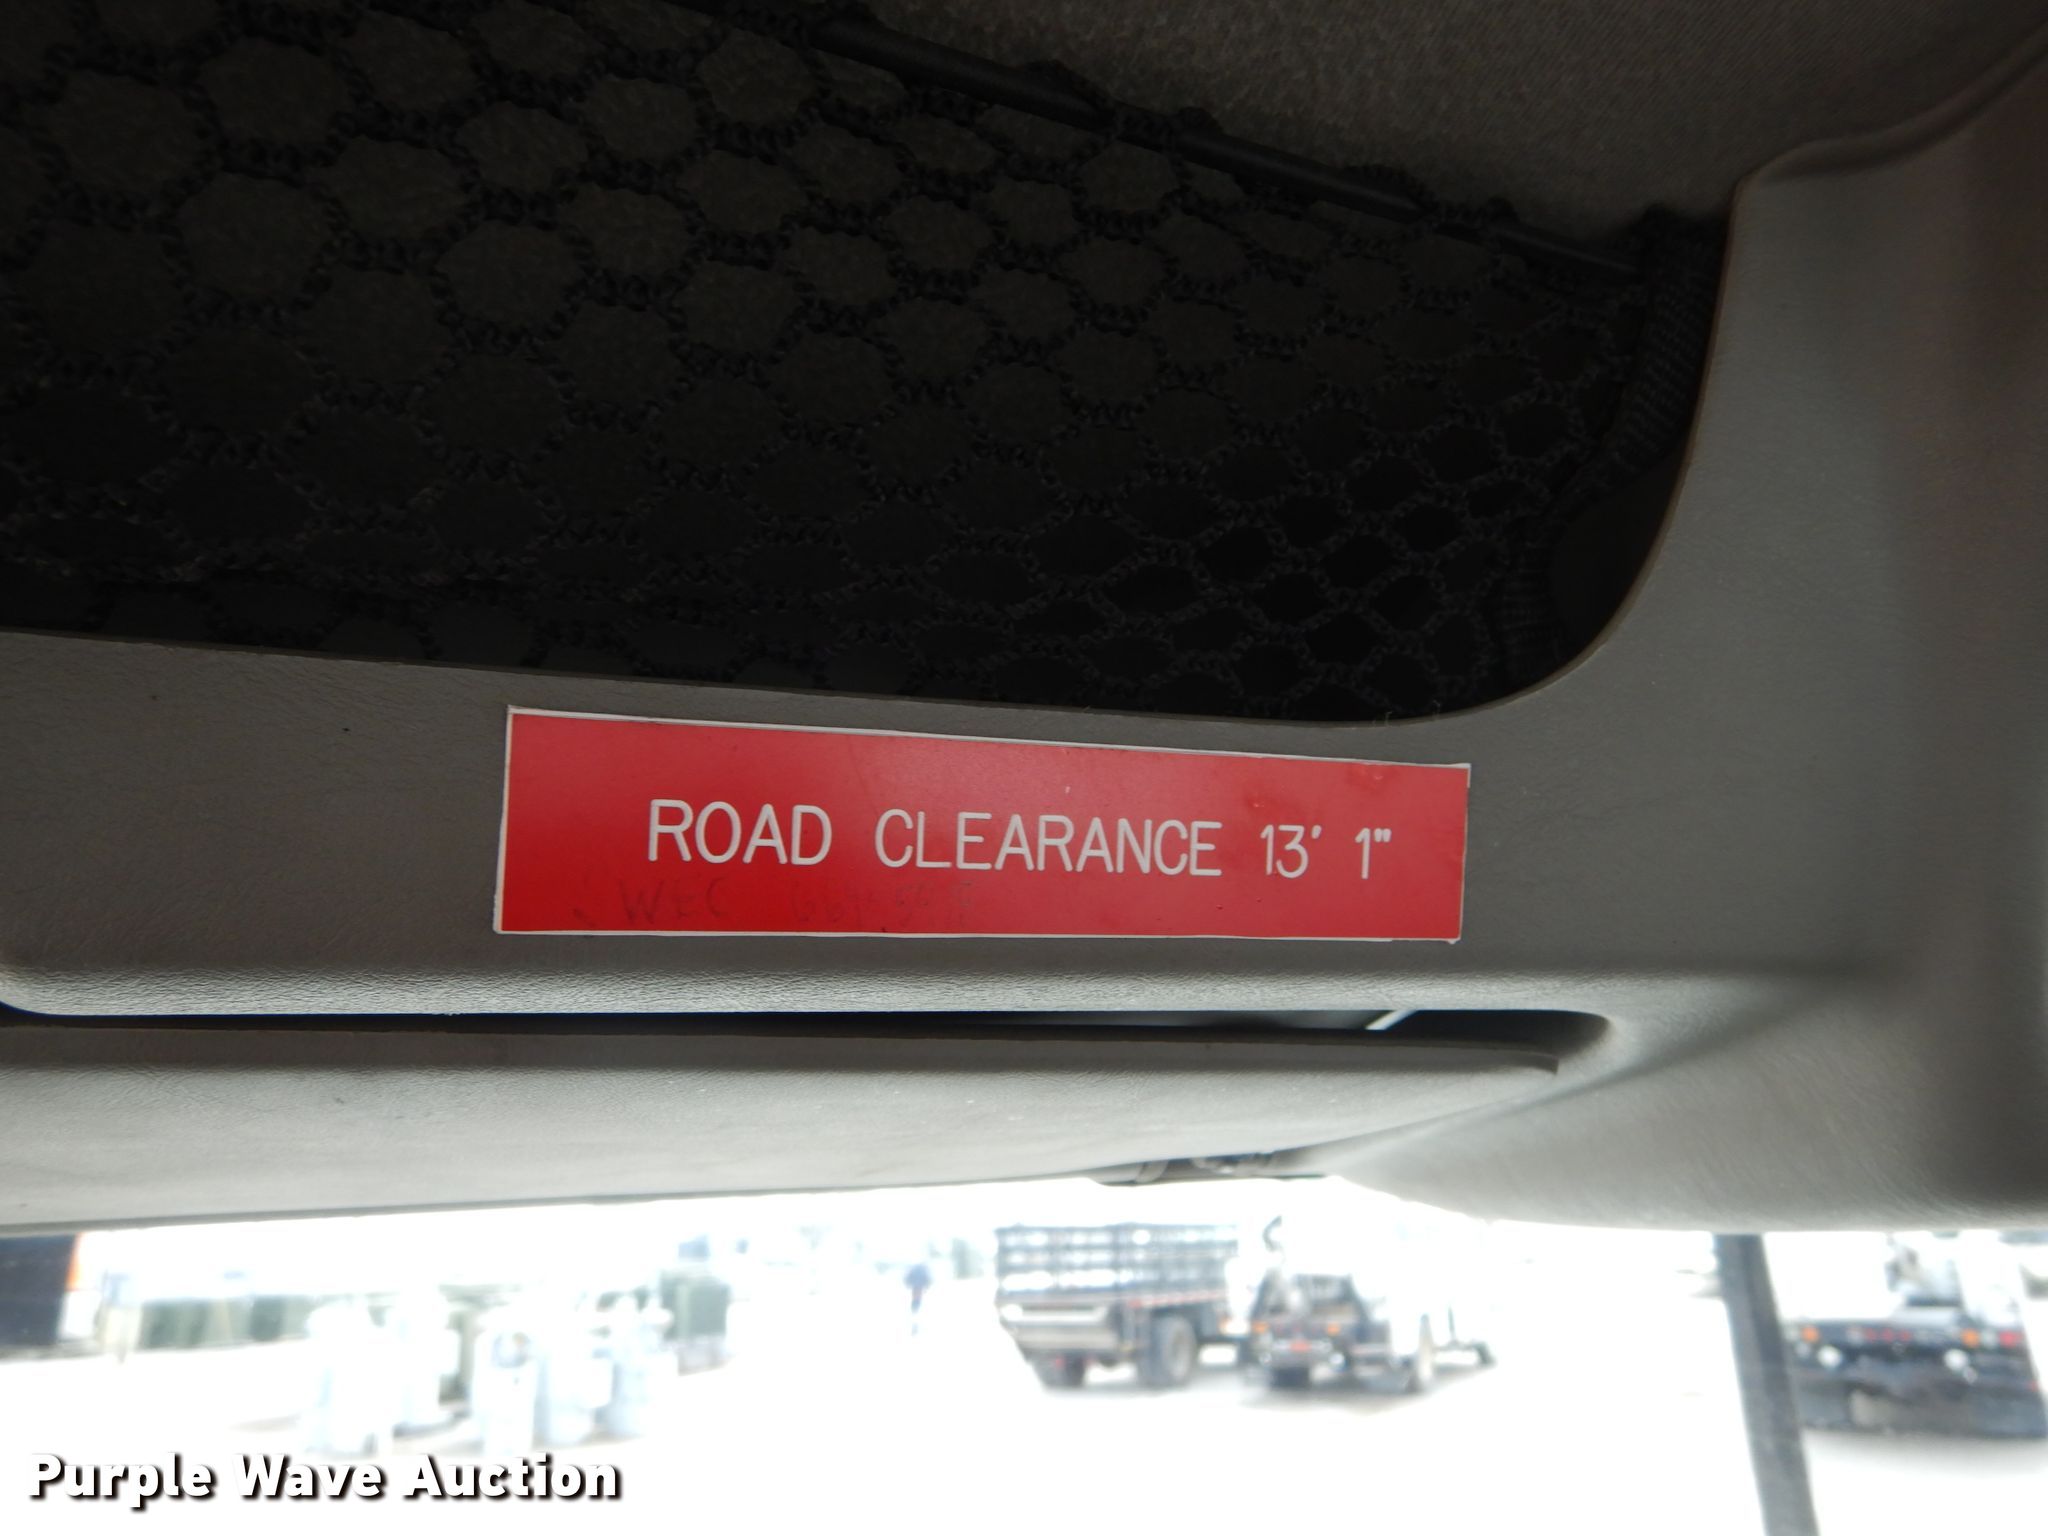 ROAD CLEARANCE 13' 1"
Purple Wave Auction